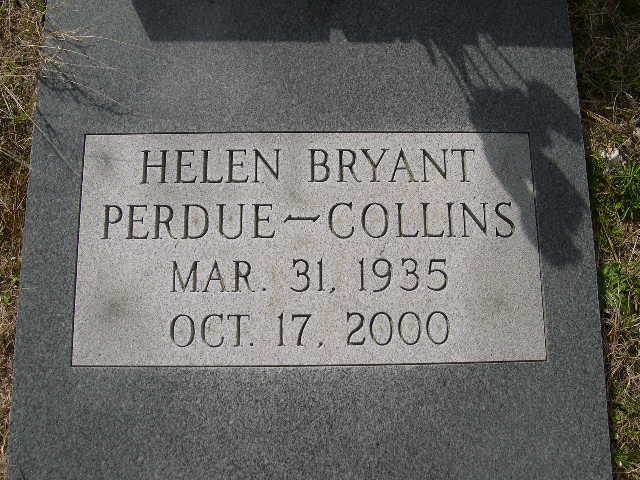 HELEN BRYANT
PERDUE-COLLINS
MAR. 31, 1935
OCT. 17, 2000